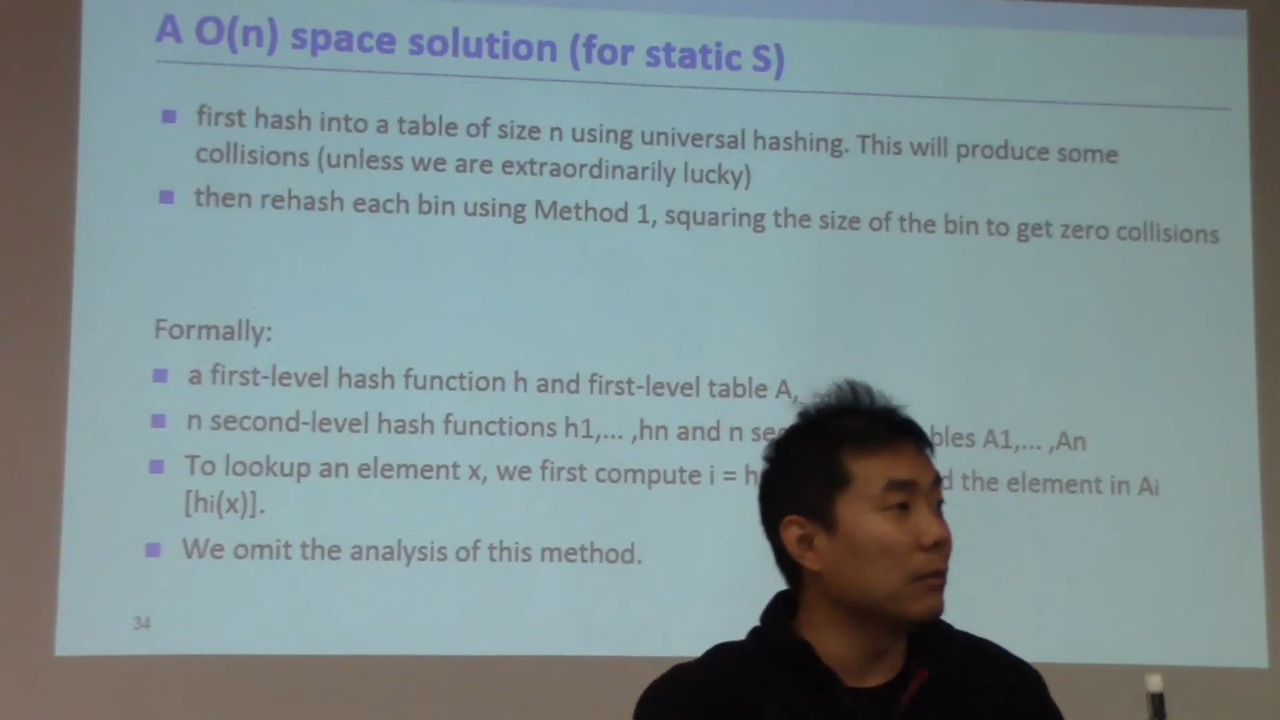 A O(n) space solution (for static S)
first hash into a table of size n using universal hashing. This will produce some
collisions (unless we are extraordinarily lucky)
then rehash each bin using Method 1, squaring the size of the bin to get zero collisions
Formally:
a first-level hash function h and first-level table A,
n second-level hash functions h1,... ,hn and n A1,... ,An
To lookup an element x, we first compute i = the element in Ai
[hi(x)].
We omit the analysis of this method.
34